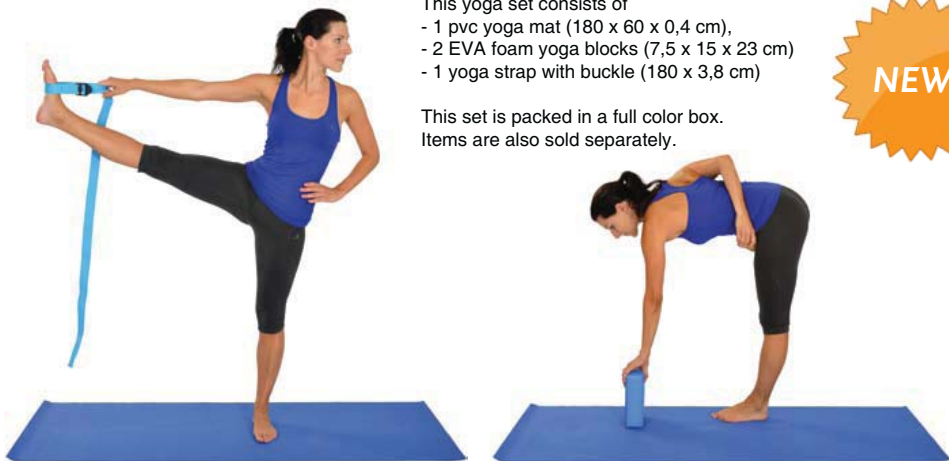 This yoga set consists of
- 1 pvc yoga mat (180 x 60 x 0,4 cm),
- 2 EVA foam yoga blocks (7,5 x 15 x 23 cm)
- 1 yoga strap with buckle (180 x 3,8 cm)
This set is packed in a full color box.
Items are also sold separately.
NEW